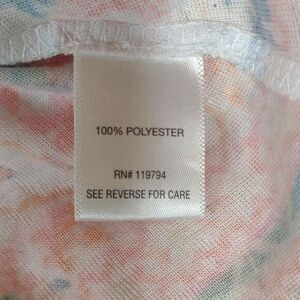 100% POLYESTER
RN# 119794
SEE REVERSE FOR CARE